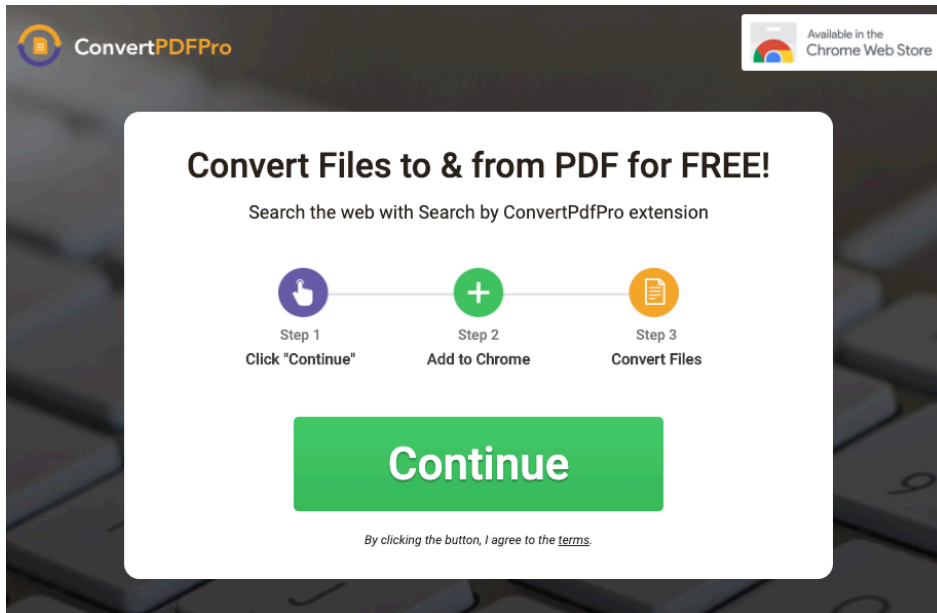 ConvertPDFPro
Available in the
Chrome Web Store
Convert Files to & from PDF for FREE!
Search the web with Search by ConvertPdfPro extension
Step 1
Step 2
Step 3
Click "Continue"
Add to Chrome
Convert Files
Continue
By clicking the button, I agree to the terms.
9